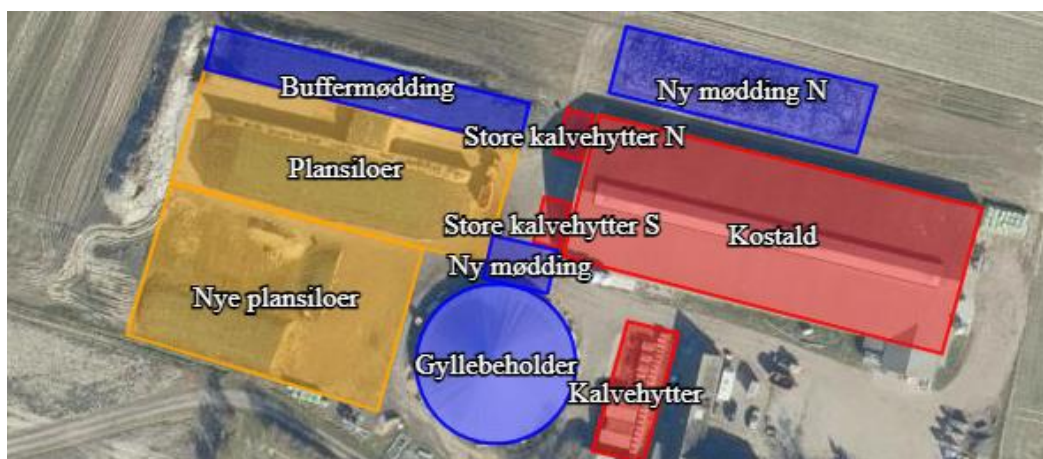 Buffermødding
Ny mødding N
Store kalvehytter N
Plansiloer
Store kalvehytter S
Kostald
Ny mødding
Nye plansiloer
Gyllebeholder
Kalvehytter